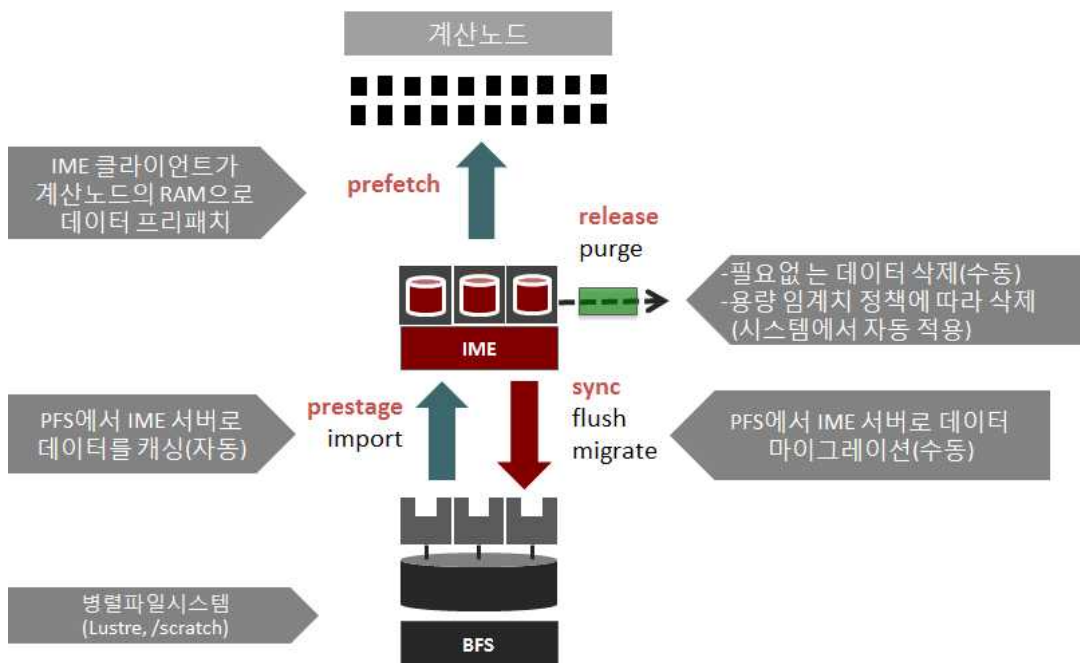 계산노드
IME 클라이언트가
계산노드의 RAM으로
데이터 프리패치
prefetch
release
purge
-필요없 는 데이터 삭제(수동)
-용량 임계치 정책에 따라 삭제
(시스템에서 자동 적용)
IME
PFS에서 IME 서버로
데이터를 캐싱(자동)
prestage
import
sync
flush
migrate
PFS에서 IME 서버로 데이터
마이그레이션(수동)
병렬파일시스템
(Lustre, /scratch)
BFS